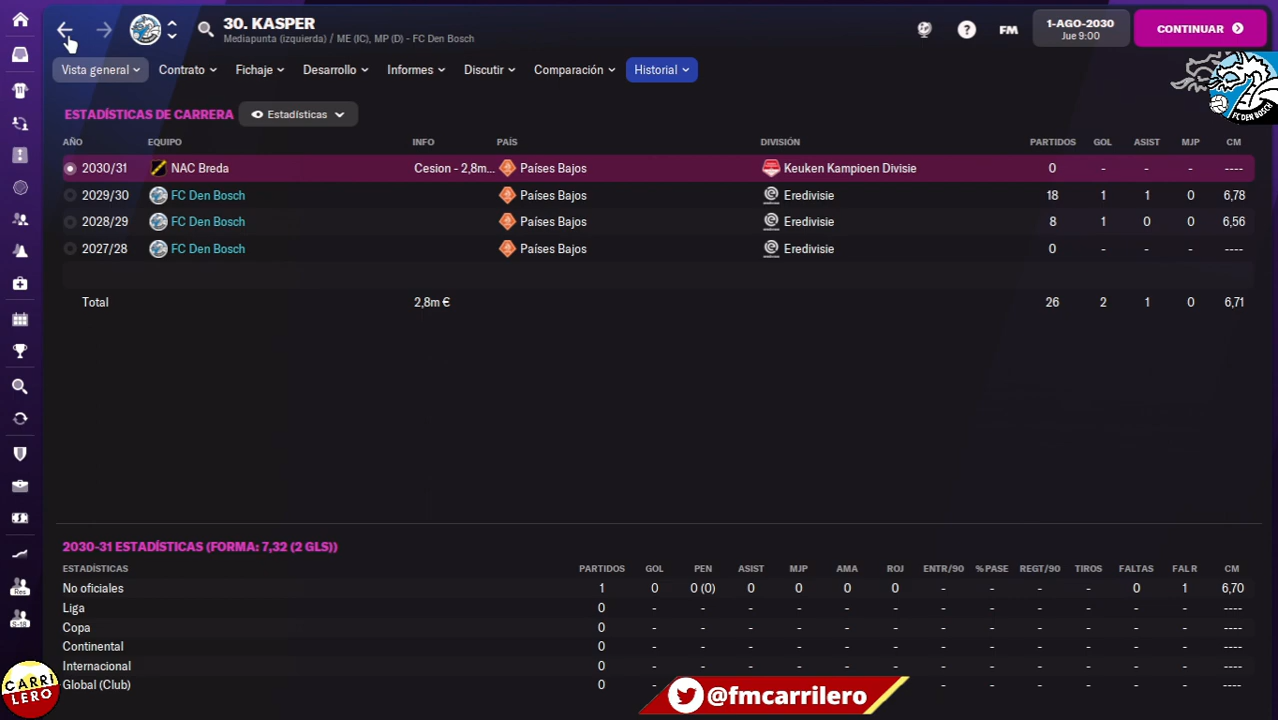 30. KASPER
Mediapunta (izquierda) / ME (IC), MP (D) - FC Den Bosch
FM
1-AGO-2030
Jue 9:00
CONTINUAR
Vista general
Contrato
Fichaje
Desarrollo
Informes
Discutir
Comparación
Historial
FC DEN BOSCH
ESTADÍSTICAS DE CARRERA
Estadísticas
AÑO EQUIPO INFO PAÍS DIVISIÓN PARTIDOS GOL ASIST MJP CM
2030/31 NAC Breda Cesion - 2,8m... Países Bajos Keuken Kampioen Divisie 0 - - - ----
2029/30 FC Den Bosch Países Bajos Eredivisie 18 1 1 0 6,78
2028/29 FC Den Bosch Países Bajos Eredivisie 8 1 0 0 6,56
2027/28 FC Den Bosch Países Bajos Eredivisie 0 - - - ----
Total 2,8m € 26 2 1 0 6,71
2030-31 ESTADÍSTICAS (FORMA: 7,32 (2 GLS))
ESTADÍSTICAS PARTIDOS GOL PEN ASIST MJP AMA ROJ ENTR/90 % PASE REGT/90 TIROS FALTAS FAL R CM
No oficiales 1 0 0 (0) 0 0 0 0 - - - - 0 1 6,70
Liga 0 - - - - - - - - - - - - ----
Copa 0 - - - - - - - - - - - - ----
Continental 0 - - - - - - - - - - - - ----
Internacional 0 - - - - - - - - - - - - ----
Global (Club) 0 - - - - - - - - - - - - ----
Res
S-18
CARRI
LERO
@fmcarrilero